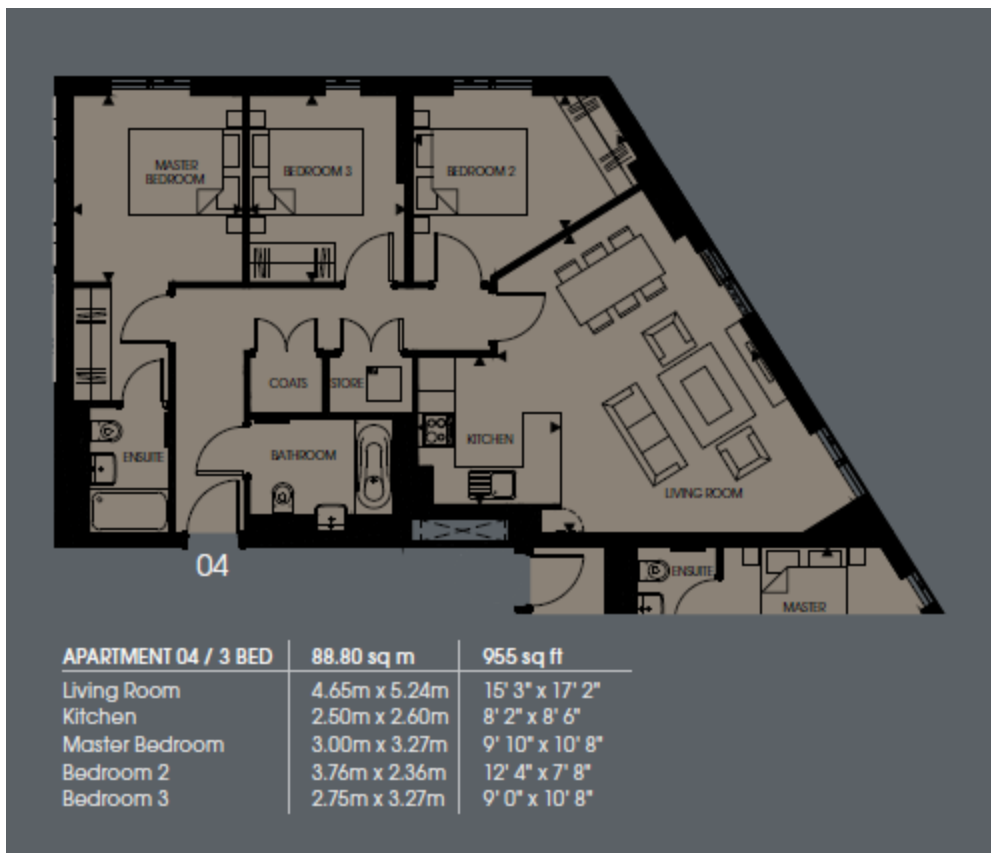 MASTER
BEDROOM
BEDROOM 3
BEDROOM 2
COATS
STORE
KITCHEN
ENSUITE
BATHROOM
LIVING ROOM
04
ENSUITE
MASTER
APARTMENT 04 / 3 BED 88.80 sq m 955 sq ft
Living Room 4.65m x 5.24m 15' 3" x 17' 2"
Kitchen 2.50m x 2.60m 8' 2" x 8' 6"
Master Bedroom 3.00m x 3.27m 9' 10" x 10' 8"
Bedroom 2 3.76m x 2.36m 12' 4" x 7' 8"
Bedroom 3 2.75m x 3.27m 9' 0" x 10' 8"